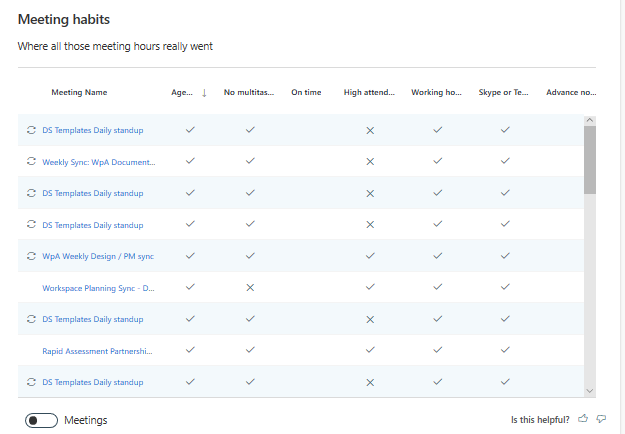 Meeting habits
Where all those meeting hours really went
Meeting Name Age... ↓ No multitas... On time High attend... Working ho... Skype or Te... Advance no...
DS Templates Daily standup
Weekly Sync: WpA Document...
DS Templates Daily standup
DS Templates Daily standup
WpA Weekly Design / PM sync
Workspace Planning Sync - D...
DS Templates Daily standup
Rapid Assessment Partnershi...
DS Templates Daily standup
Meetings Is this helpful?